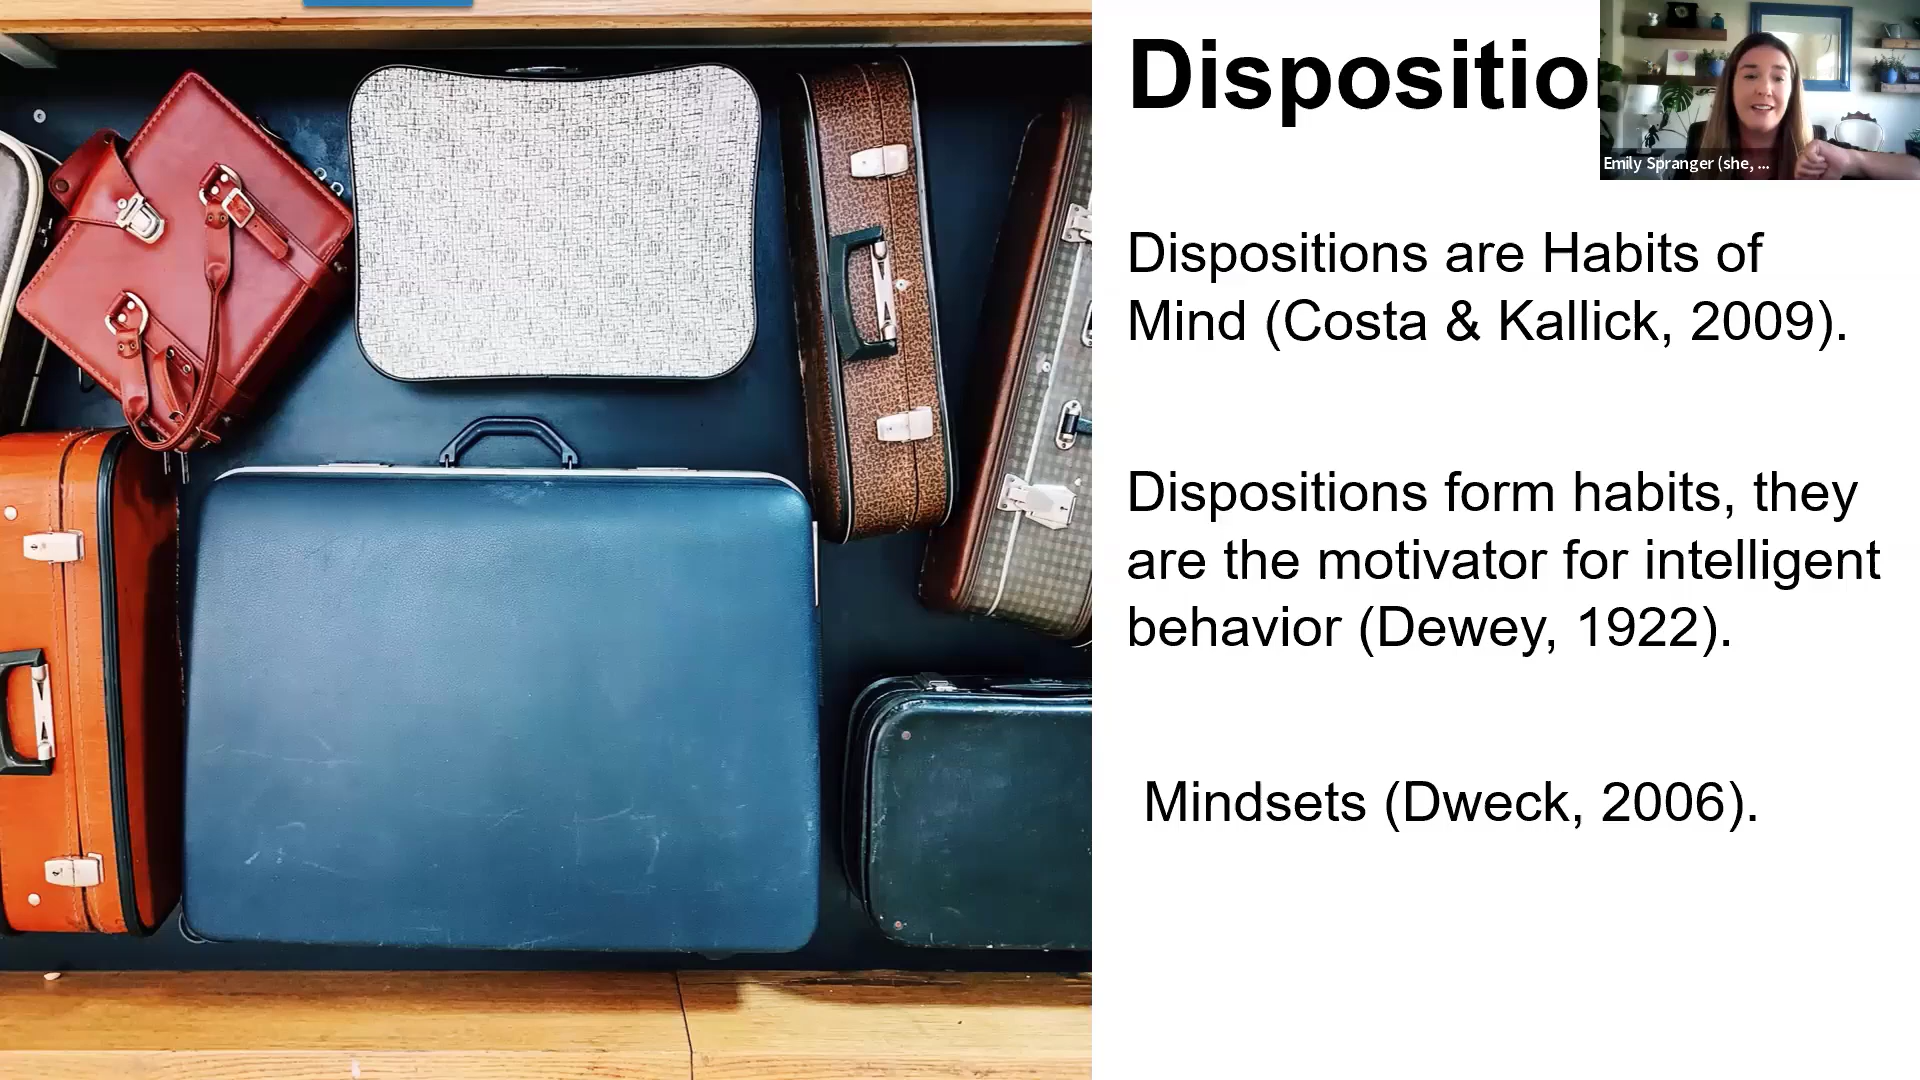 Dispositio
Emily Spranger (she, ...
Dispositions are Habits of
Mind (Costa & Kallick, 2009).
Dispositions form habits, they
are the motivator for intelligent
behavior (Dewey, 1922).
Mindsets (Dweck, 2006).